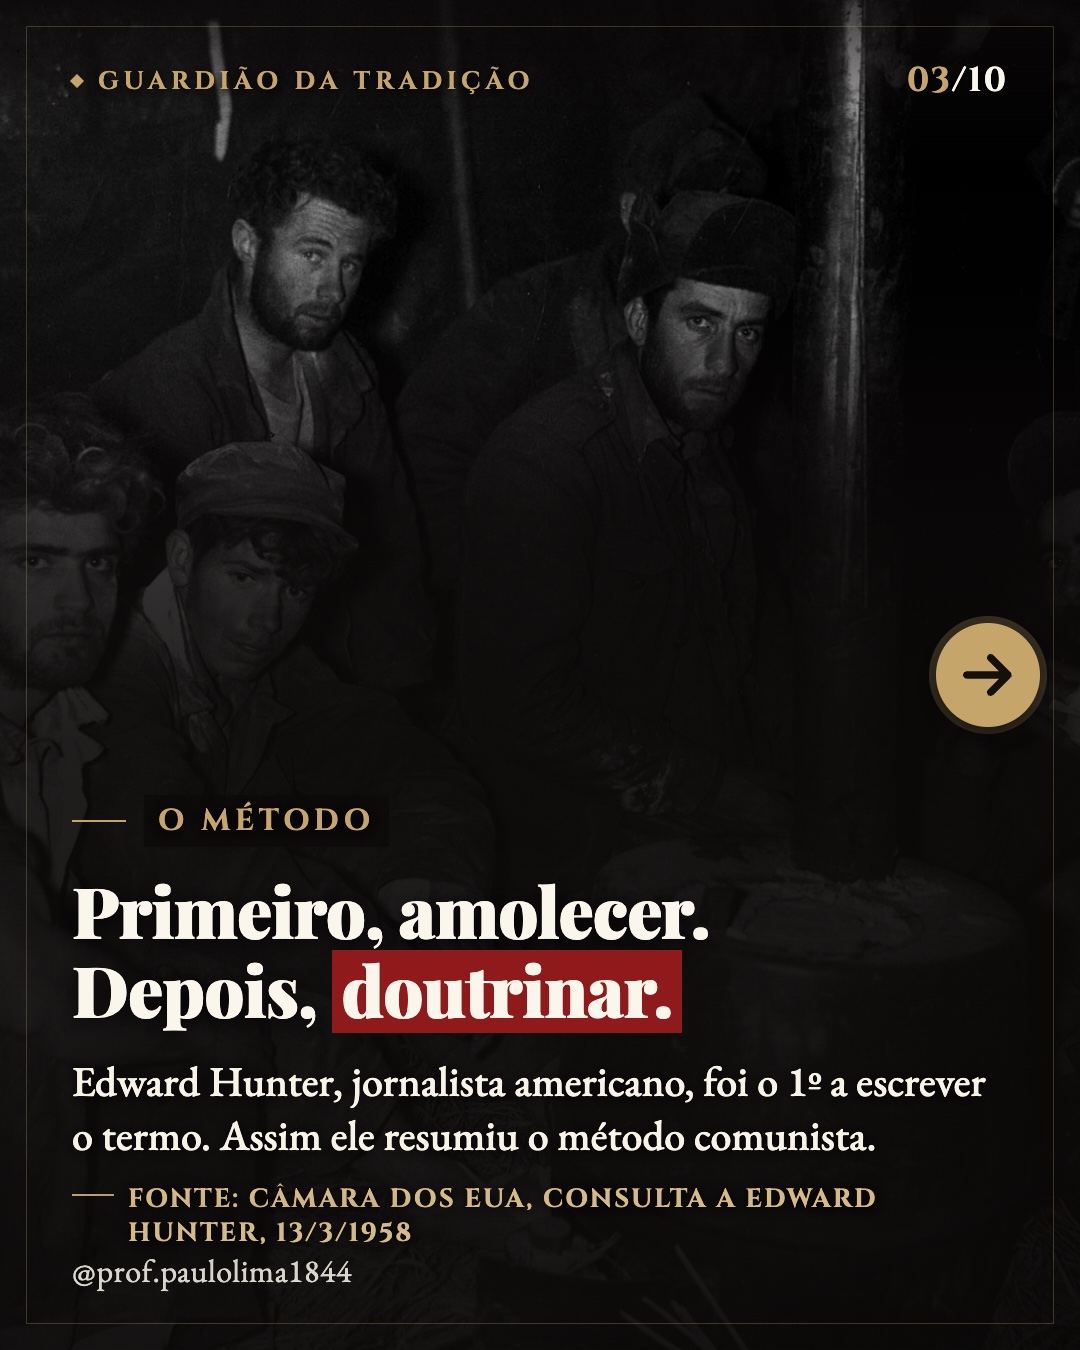 GUARDIÃO DA TRADIÇÃO
03/10
O MÉTODO
Primeiro, amolecer.
Depois, doutrinar.
Edward Hunter, jornalista americano, foi o 1º a escrever
o termo. Assim ele resumiu o método comunista.
FONTE: CÂMARA DOS EUA, CONSULTA A EDWARD
HUNTER, 13/3/1958
@prof.paulolima1844